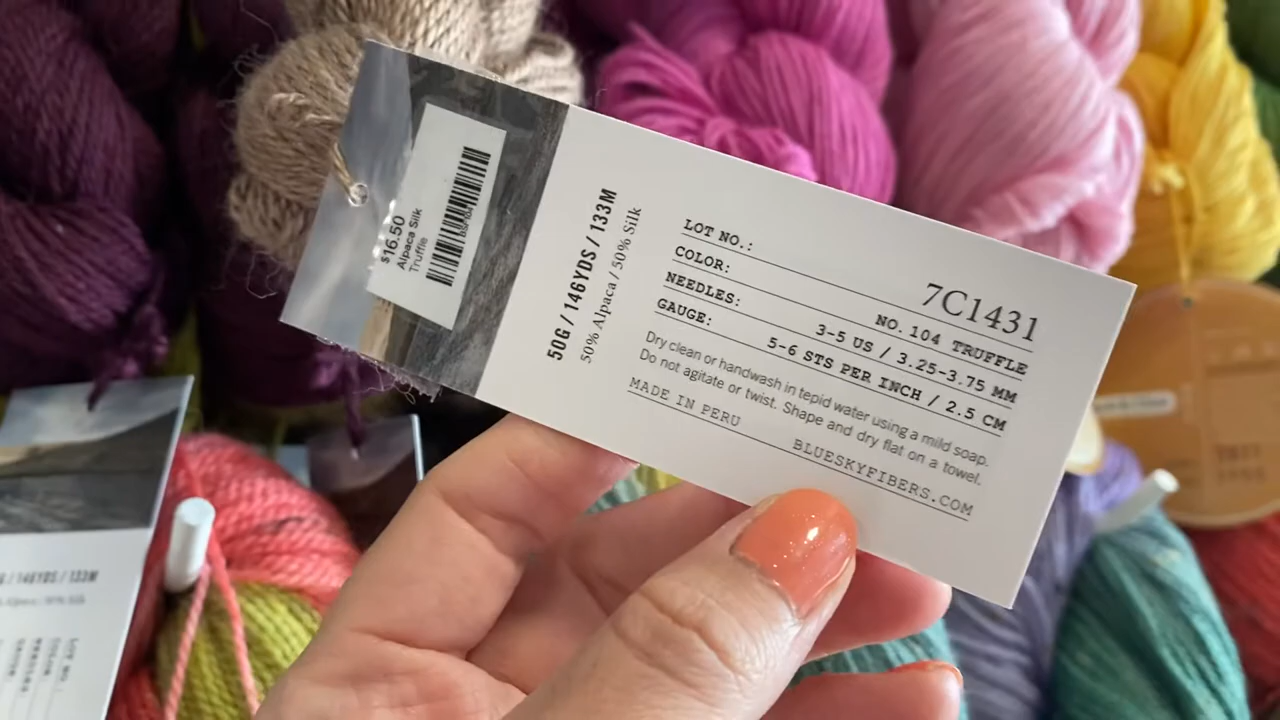 $16.50
Alpaca Silk
Truffle
50G / 146YDS / 133M
50% Alpaca / 50% Silk
LOT NO.: 7C1431
COLOR: NO. 104 TRUFFLE
NEEDLES: 3-5 US / 3.25-3.75 MM
GAUGE: 5-6 STS PER INCH / 2.5 CM
Dry clean or handwash in tepid water using a mild soap.
Do not agitate or twist. Shape and dry flat on a towel.
MADE IN PERU BLUESKYFIBERS.COM
/ 146YDS / 133M
LOT NO.: